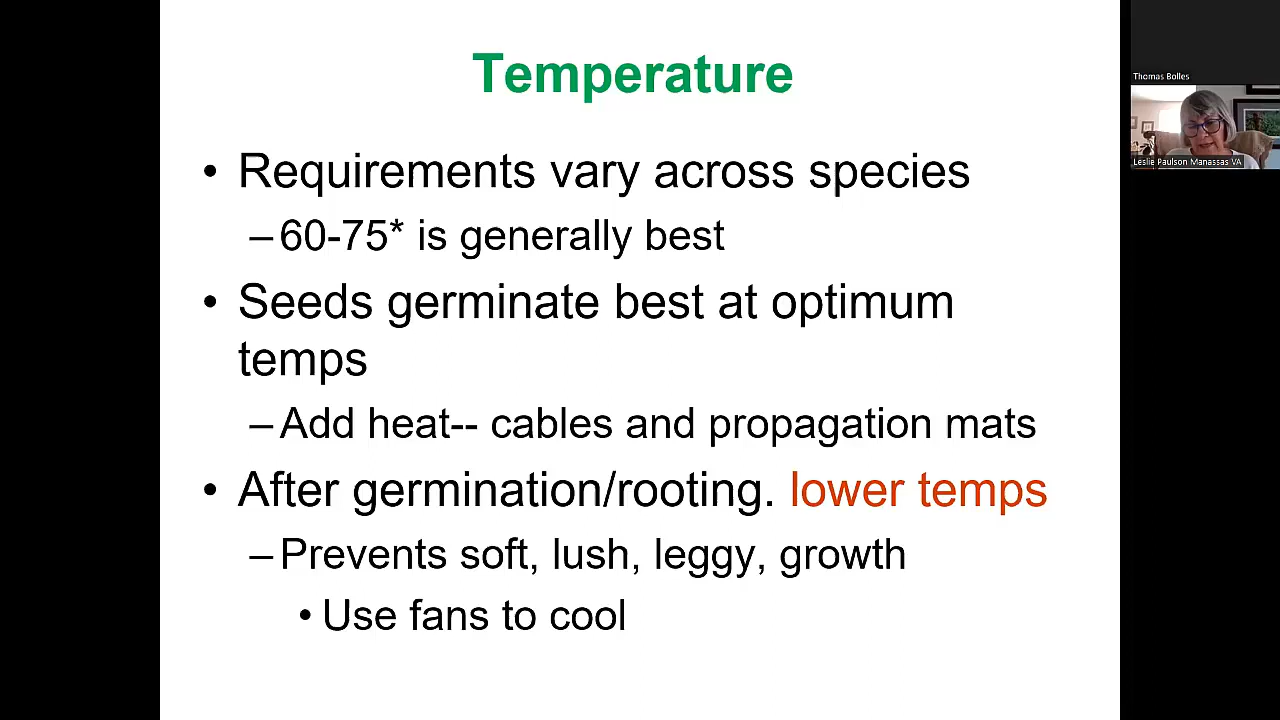 Temperature
• Requirements vary across species
–60-75* is generally best
• Seeds germinate best at optimum
temps
–Add heat-- cables and propagation mats
• After germination/rooting. lower temps
–Prevents soft, lush, leggy, growth
• Use fans to cool
Thomas Bolles
Leslie Paulson Manassas VA